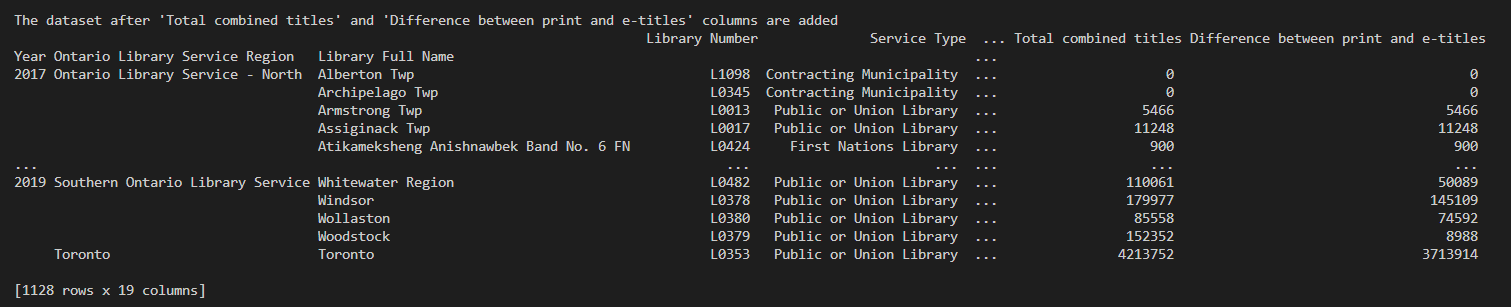 The dataset after 'Total combined titles' and 'Difference between print and e-titles' columns are added
Library Number Service Type ... Total combined titles Difference between print and e-titles
Year Ontario Library Service Region Library Full Name ...
2017 Ontario Library Service - North Alberton Twp L1098 Contracting Municipality ... 0 0
Archipelago Twp L0345 Contracting Municipality ... 0 0
Armstrong Twp L0013 Public or Union Library ... 5466 5466
Assiginack Twp L0017 Public or Union Library ... 11248 11248
Atikameksheng Anishnawbek Band No. 6 FN L0424 First Nations Library ... 900 900
... ... ... ... ... ...
2019 Southern Ontario Library Service Whitewater Region L0482 Public or Union Library ... 110061 50089
Windsor L0378 Public or Union Library ... 179977 145109
Wollaston L0380 Public or Union Library ... 85558 74592
Woodstock L0379 Public or Union Library ... 152352 8988
Toronto Toronto L0353 Public or Union Library ... 4213752 3713914
[1128 rows x 19 columns]